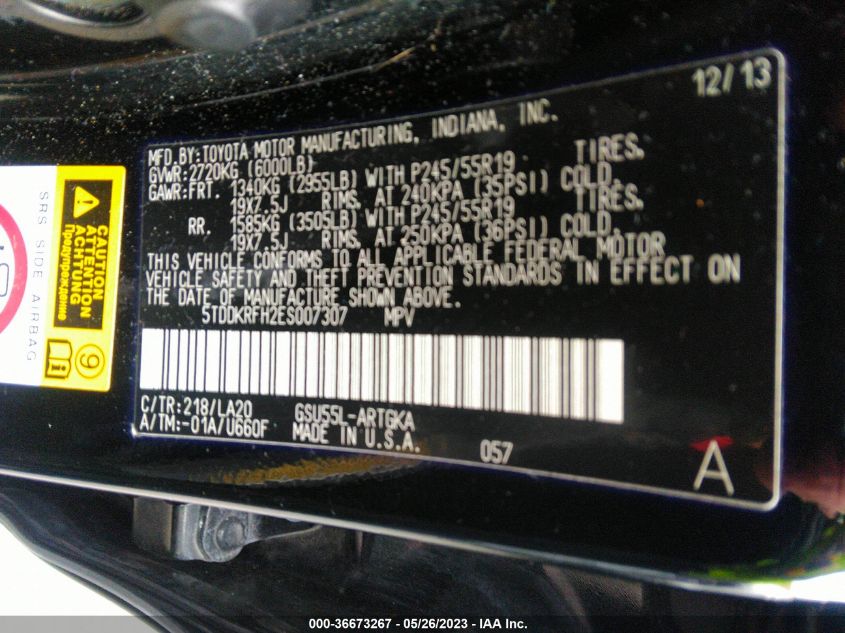 12/13
MFD.BY:TOYOTA MOTOR MANUFACTURING, INDIANA, INC.
GVWR:2720KG (6000LB)
GAWR:FRT. 1340KG (2955LB) WITH P245/55R19 TIRES.
19X7.5J RIMS, AT 240KPA (35PSI) COLD.
RR. 1585KG (3505LB) WITH P245/55R19 TIRES.
19X7.5J RIMS, AT 250KPA (36PSI) COLD.
THIS VEHICLE CONFORMS TO ALL APPLICABLE FEDERAL MOTOR
VEHICLE SAFETY AND THEFT PREVENTION STANDARDS IN EFFECT ON
THE DATE OF MANUFACTURE SHOWN ABOVE.
5TDDKRFH2ES007307 MPV
C/TR:218/LA20 GSU55L-ARTGKA
A/TM:-01A/U660F MADE IN U.S.A.
057
A
CAUTION
ATTENTION
ACHTUNG
Предупреждение
SRS SIDE AIRBAG
9
i
000-36673267 - 05/26/2023 - IAA Inc.